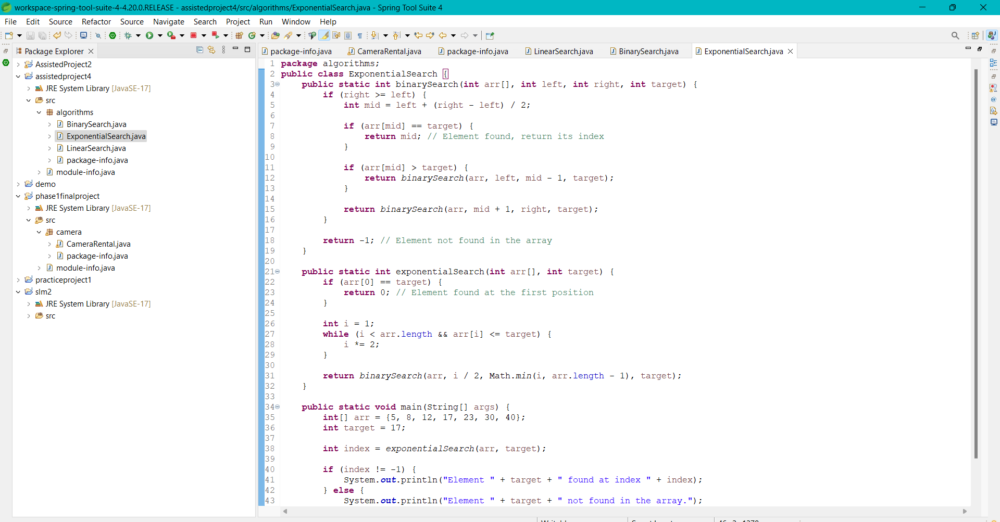 workspace-spring-tool-suite-4-4.20.0.RELEASE - assistedproject4/src/algorithms/ExponentialSearch.java - Spring Tool Suite 4
File Edit Source Refactor Source Navigate Search Project Run Window Help
Package Explorer
AssistedProject2
assistedproject4
JRE System Library [JavaSE-17]
src
algorithms
BinarySearch.java
ExponentialSearch.java
LinearSearch.java
package-info.java
module-info.java
demo
phase1finalproject
JRE System Library [JavaSE-17]
src
camera
CameraRental.java
package-info.java
module-info.java
practiceproject1
slm2
JRE System Library [JavaSE-17]
src
package-info.java CameraRental.java package-info.java LinearSearch.java BinarySearch.java ExponentialSearch.java
1 package algorithms;
2 public class ExponentialSearch {
3 public static int binarySearch(int arr[], int left, int right, int target) {
4 if (right >= left) {
5 int mid = left + (right - left) / 2;
6
7 if (arr[mid] == target) {
8 return mid; // Element found, return its index
9 }
10
11 if (arr[mid] > target) {
12 return binarySearch(arr, left, mid - 1, target);
13 }
14
15 return binarySearch(arr, mid + 1, right, target);
16 }
17
18 return -1; // Element not found in the array
19 }
20
21 public static int exponentialSearch(int arr[], int target) {
22 if (arr[0] == target) {
23 return 0; // Element found at the first position
24 }
25
26 int i = 1;
27 while (i < arr.length && arr[i] <= target) {
28 i *= 2;
29 }
30
31 return binarySearch(arr, i / 2, Math.min(i, arr.length - 1), target);
32 }
33
34 public static void main(String[] args) {
35 int[] arr = {5, 8, 12, 17, 23, 30, 40};
36 int target = 17;
37
38 int index = exponentialSearch(arr, target);
39
40 if (index != -1) {
41 System.out.println("Element " + target + " found at index " + index);
42 } else {
43 System.out.println("Element " + target + " not found in the array.");